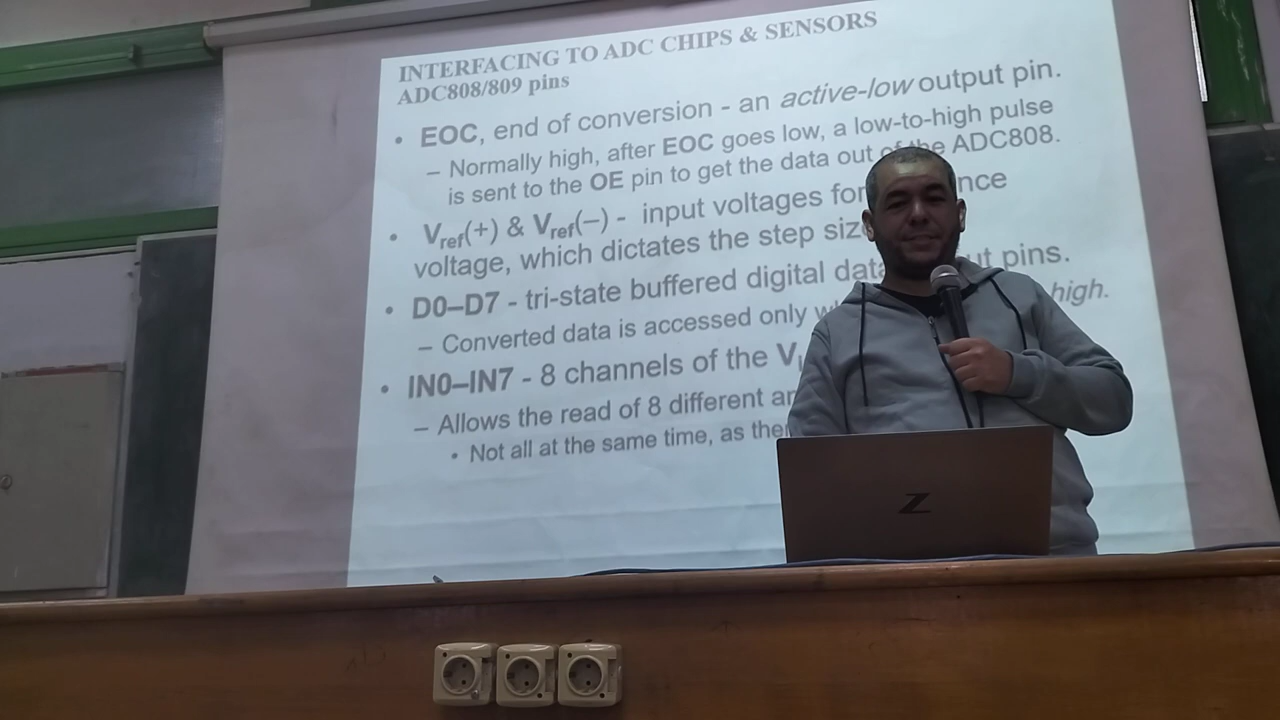 INTERFACING TO ADC CHIPS & SENSORS
ADC808/809 pins
• EOC, end of conversion - an active-low output pin.
– Normally high, after EOC goes low, a low-to-high pulse
is sent to the OE pin to get the data out of the ADC808.
• Vref(+) & Vref(–) - input voltages for nce
voltage, which dictates the step size
• D0–D7 - tri-state buffered digital data ut pins.
– Converted data is accessed only high.
• IN0–IN7 - 8 channels of the V
– Allows the read of 8 different
• Not all at the same time, as
Z